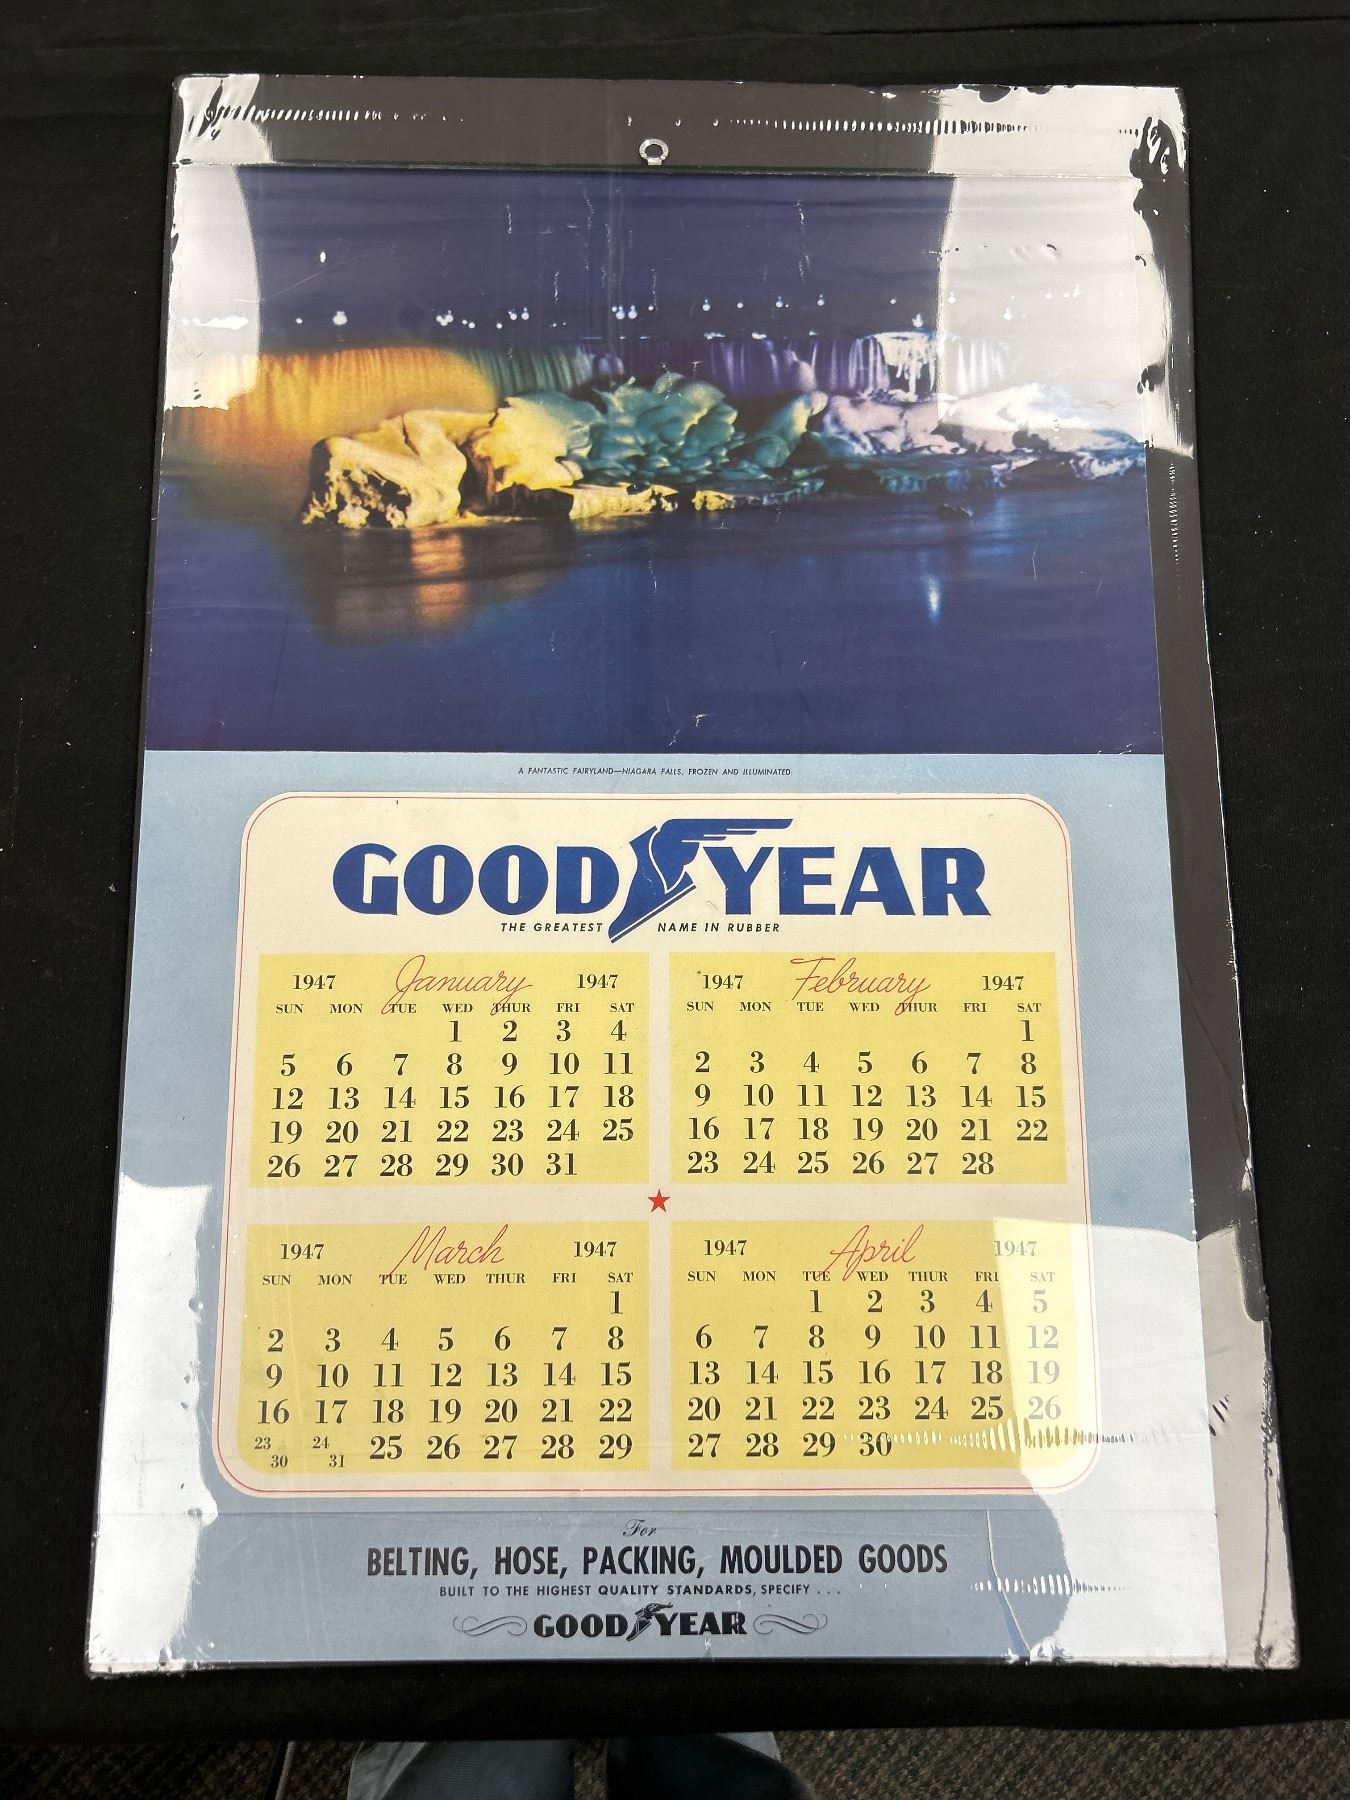 A FANTASTIC FAIRYLAND—NIAGARA FALLS, FROZEN AND ILLUMINATED.
GOOD YEAR
THE GREATEST NAME IN RUBBER
1947 January 1947
SUN MON TUE WED THUR FRI SAT
1 2 3 4
5 6 7 8 9 10 11
12 13 14 15 16 17 18
19 20 21 22 23 24 25
26 27 28 29 30 31
1947 February 1947
SUN MON TUE WED THUR FRI SAT
1
2 3 4 5 6 7 8
9 10 11 12 13 14 15
16 17 18 19 20 21 22
23 24 25 26 27 28
1947 March 1947
SUN MON TUE WED THUR FRI SAT
1
2 3 4 5 6 7 8
9 10 11 12 13 14 15
16 17 18 19 20 21 22
23 30 24 31 25 26 27 28 29
1947 April 1947
SUN MON TUE WED THUR FRI SAT
1 2 3 4 5
6 7 8 9 10 11 12
13 14 15 16 17 18 19
20 21 22 23 24 25 26
27 28 29 30
For
BELTING, HOSE, PACKING, MOULDED GOODS
BUILT TO THE HIGHEST QUALITY STANDARDS, SPECIFY . . .
GOOD YEAR